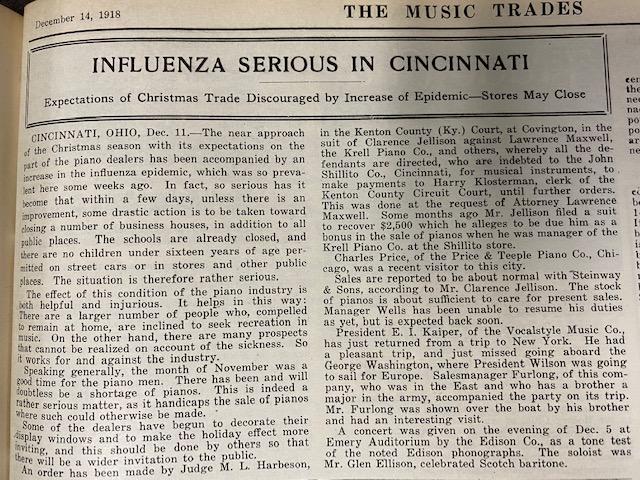 December 14, 1918
THE MUSIC TRADES
INFLUENZA SERIOUS IN CINCINNATI
Expectations of Christmas Trade Discouraged by Increase of Epidemic—Stores May Close
CINCINNATI, OHIO, Dec. 11.—The near approach
of the Christmas season with its expectations on the
part of the piano dealers has been accompanied by an
increase in the influenza epidemic, which was so preva-
lent here some weeks ago. In fact, so serious has it
become that within a few days, unless there is an
improvement, some drastic action is to be taken toward
closing a number of business houses, in addition to all
public places. The schools are already closed, and
there are no children under sixteen years of age per-
mitted on street cars or in stores and other public
places. The situation is therefore rather serious.
The effect of this condition of the piano industry is
both helpful and injurious. It helps in this way:
There are a larger number of people who, compelled
to remain at home, are inclined to seek recreation in
music. On the other hand, there are many prospects
that cannot be realized on account of the sickness. So
it works for and against the industry.
Speaking generally, the month of November was a
good time for the piano men. There has been and will
doubtless be a shortage of pianos. This is indeed a
rather serious matter, as it handicaps the sale of pianos
where such could otherwise be made.
Some of the dealers have begun to decorate their
display windows and to make the holiday effect more
inviting, and this should be done by others so that
there will be a wider invitation to the public.
An order has been made by Judge M. L. Harbeson,
in the Kenton County (Ky.) Court, at Covington, in the
suit of Clarence Jellison against Lawrence Maxwell,
the Krell Piano Co., and others, whereby all the de-
fendants are directed, who are indebted to the John
Shillito Co., Cincinnati, for musical instruments, to
make payments to Harry Klosterman, clerk of the
Kenton County Circuit Court, until further orders.
This was done at the request of Attorney Lawrence
Maxwell. Some months ago Mr. Jellison filed a suit
to recover $2,500 which he alleges to be due him as a
bonus in the sale of pianos when he was manager of the
Krell Piano Co. at the Shillito store.
Charles Price, of the Price & Teeple Piano Co., Chi-
cago, was a recent visitor to this city.
Sales are reported to be about normal with Steinway
& Sons, according to Mr. Clarence Jellison. The stock
of pianos is about sufficient to care for present sales.
Manager Wells has been unable to resume his duties
as yet, but is expected back soon.
President E. I. Kaiper, of the Vocalstyle Music Co.,
has just returned from a trip to New York. He had
a pleasant trip, and just missed going aboard the
George Washington, where President Wilson was going
to sail for Europe. Salesmanager Furlong, of this com-
pany, who was in the East and who has a brother a
major in the army, accompanied the party on its trip.
Mr. Furlong was shown over the boat by his brother
and had an interesting visit.
A concert was given on the evening of Dec. 5 at
Emery Auditorium by the Edison Co., as a tone test
of the noted Edison phonographs. The soloist was
Mr. Glen Ellison, celebrated Scotch baritone.